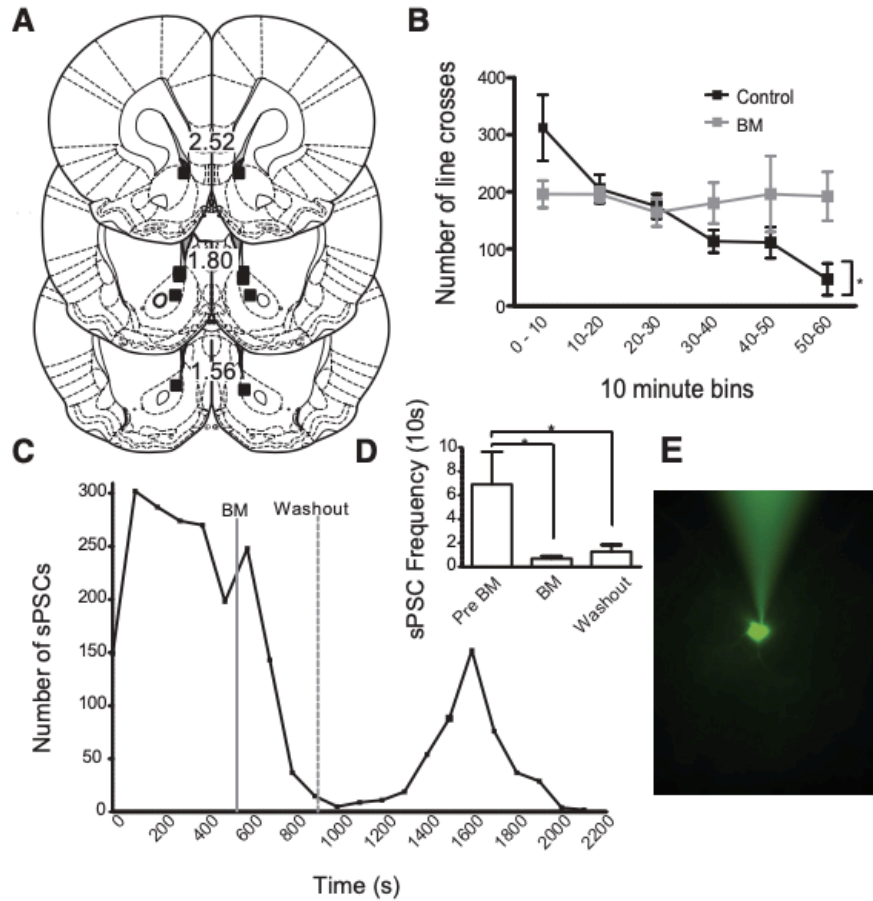 A
2.52
1.80
1.56
B
Number of line crosses
400
300
200
100
0
Control
BM
*
0 - 10
10-20
20-30
30-40
40-50
50-60
10 minute bins
C
Number of sPSCs
300
250
200
150
100
50
0
BM
Washout
0
200
400
600
800
1000
1200
1400
1600
1800
2000
2200
Time (s)
D
sPSC Frequency (10s)
10
8
6
4
2
0
*
*
Pre BM
BM
Washout
E